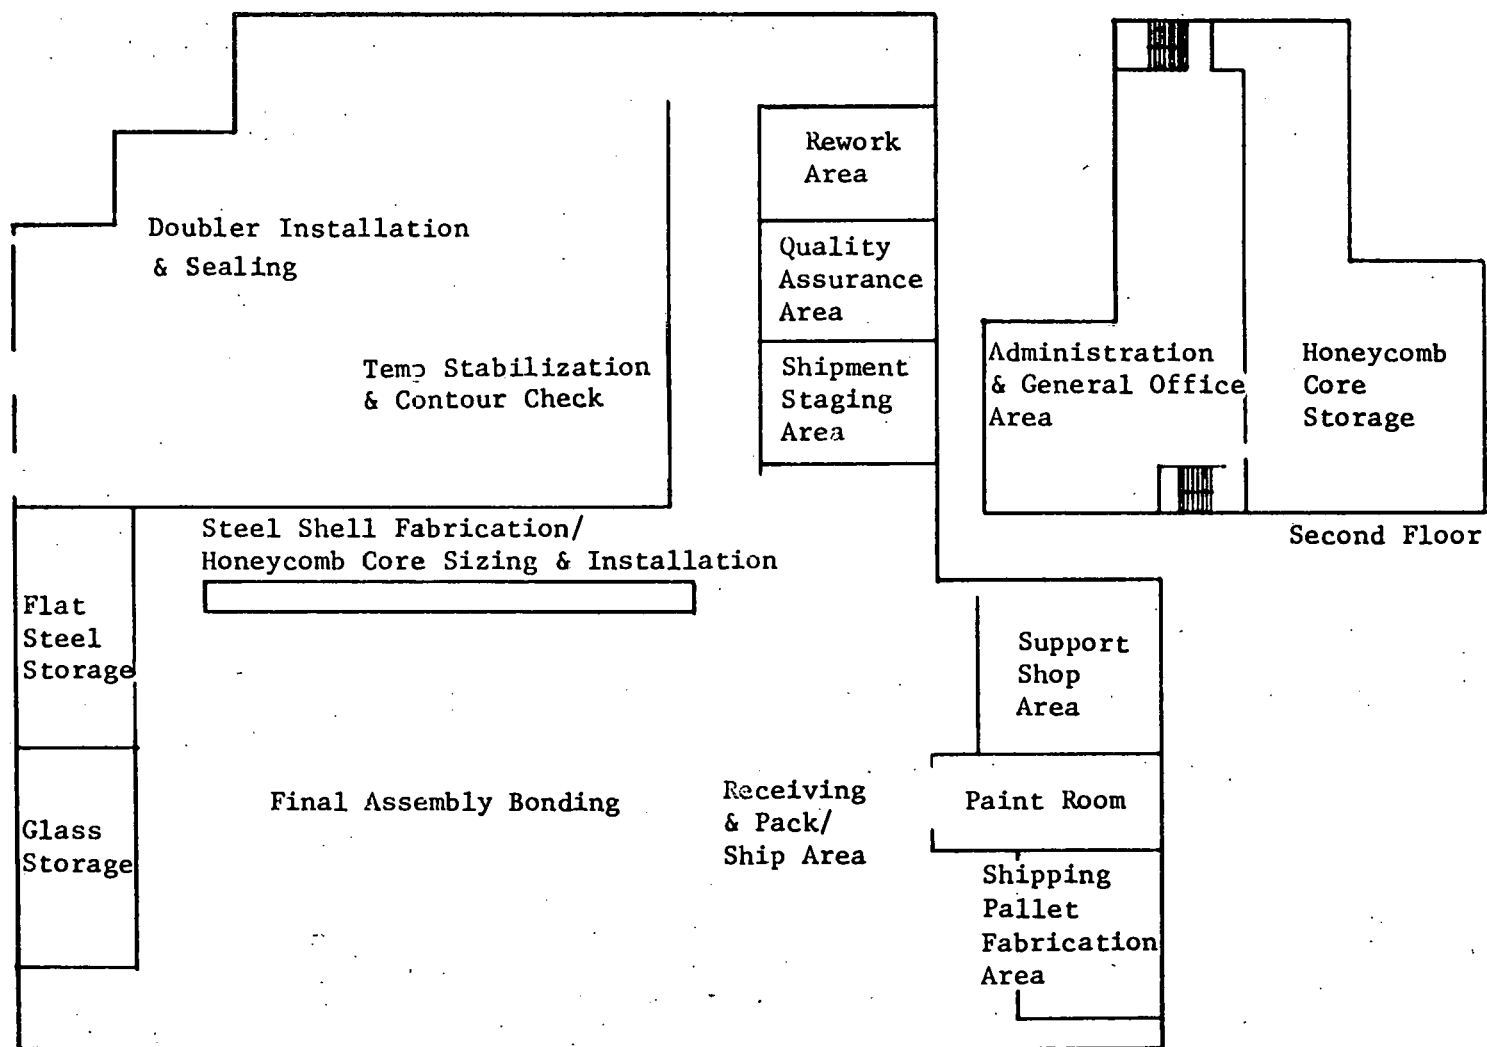 Rework
Area
Doubler Installation
& Sealing
Quality
Assurance
Area
Temp Stabilization
& Contour Check
Shipment
Staging
Area
Administration
& General Office
Area
Honeycomb
Core
Storage
Second Floor
Steel Shell Fabrication/
Honeycomb Core Sizing & Installation
Flat
Steel
Storage
Support
Shop
Area
Glass
Storage
Final Assembly Bonding
Receiving
& Pack/
Ship Area
Paint Room
Shipping
Pallet
Fabrication
Area